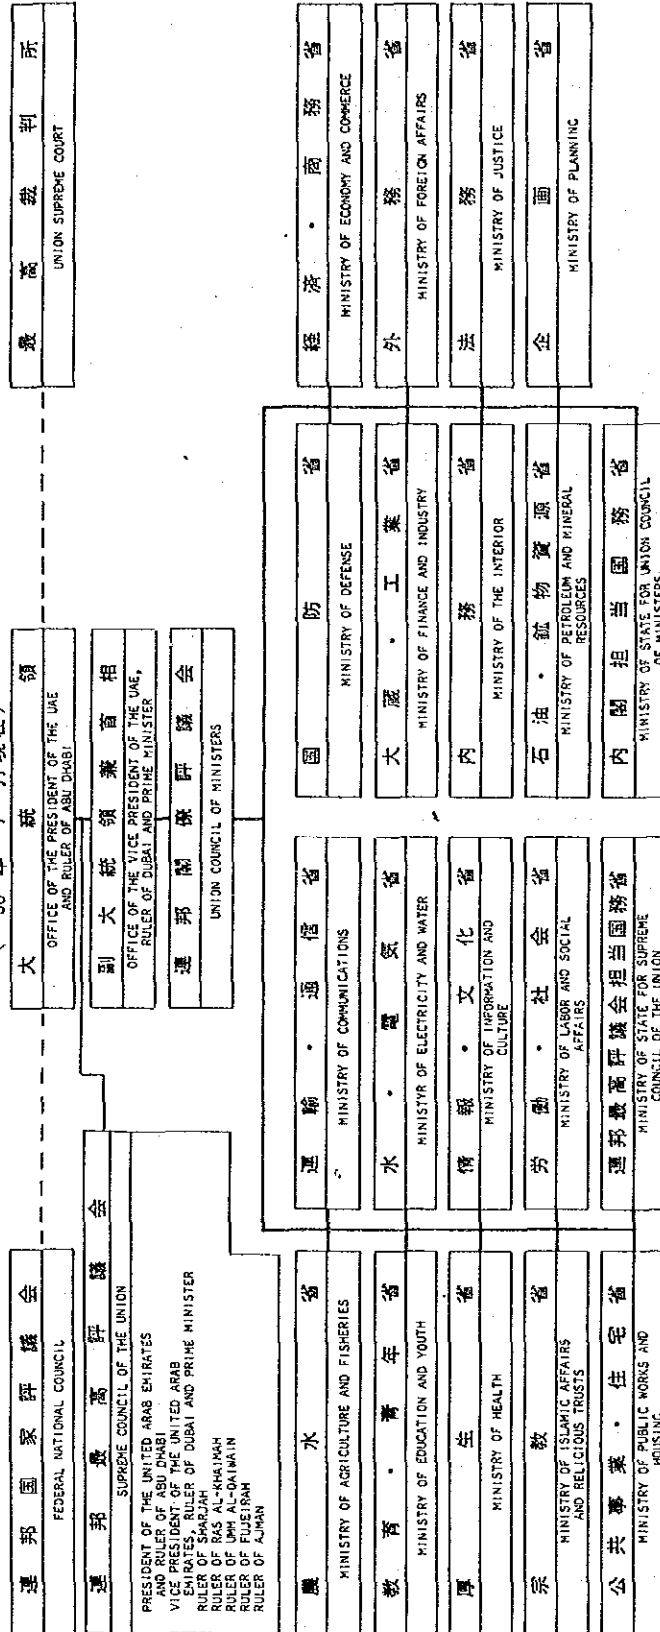 連邦国家評議会
FEDERAL NATIONAL COUNCIL
大統領
OFFICE OF THE PRESIDENT OF THE UAE
AND RULER OF ABU DHABI
最高裁判所
UNION SUPREME COURT
連邦最高評議会
SUPREME COUNCIL OF THE UNION
PRESIDENT OF THE UNITED ARAB EMIRATES
AND RULER OF ABU DHABI
VICE PRESIDENT OF THE UNITED ARAB
EMIRATES, RULER OF DUBAI AND PRIME MINISTER
RULER OF SHARJAH
RULER OF RAS AL-KHAIMAH
RULER OF UMM AL-QAIWAIN
RULER OF FUJEIRAH
RULER OF AJMAN
副大統領兼首相
OFFICE OF THE VICE PRESIDENT OF THE UAE,
RULER OF DUBAI AND PRIME MINISTER
連邦閣僚評議会
UNION COUNCIL OF MINISTERS
農水省
MINISTRY OF AGRICULTURE AND FISHERIES
運輸・通信省
MINISTRY OF COMMUNICATIONS
国防省
MINISTRY OF DEFENSE
経済・商務省
MINISTRY OF ECONOMY AND COMMERCE
教育・青年省
MINISTRY OF EDUCATION AND YOUTH
水・電気省
MINISTYR OF ELECTRICITY AND WATER
大蔵・工業省
MINISTRY OF FINANCE AND INDUSTRY
外務省
MINISTRY OF FOREIGN AFFAIRS
厚生省
MINISTRY OF HEALTH
情報・文化省
MINISTRY OF INFORMATION AND
CULTURE
内務省
MINISTRY OF THE INTERIOR
法務省
MINISTRY OF JUSTICE
宗教省
MINISTRY OF ISLAMIC AFFAIRS
AND RELIGIOUS TRUSTS
労働・社会省
MINISTRY OF LABOR AND SOCIAL
AFFAIRS
石油・鉱物資源省
MINISTRY OF PETROLEUM AND MINERAL
RESOURCES
企画省
MINISTRY OF PLANNING
公共事業・住宅省
MINISTRY OF PUBLIC WORKS AND
HOUSING
連邦最高評議会担当国務省
MINISTRY OF STATE FOR SUPREME
COUNCIL OF THE UNION
内閣担当国務省
MINISTRY OF STATE FOR UNION COUNCIL
OF MINISTERS